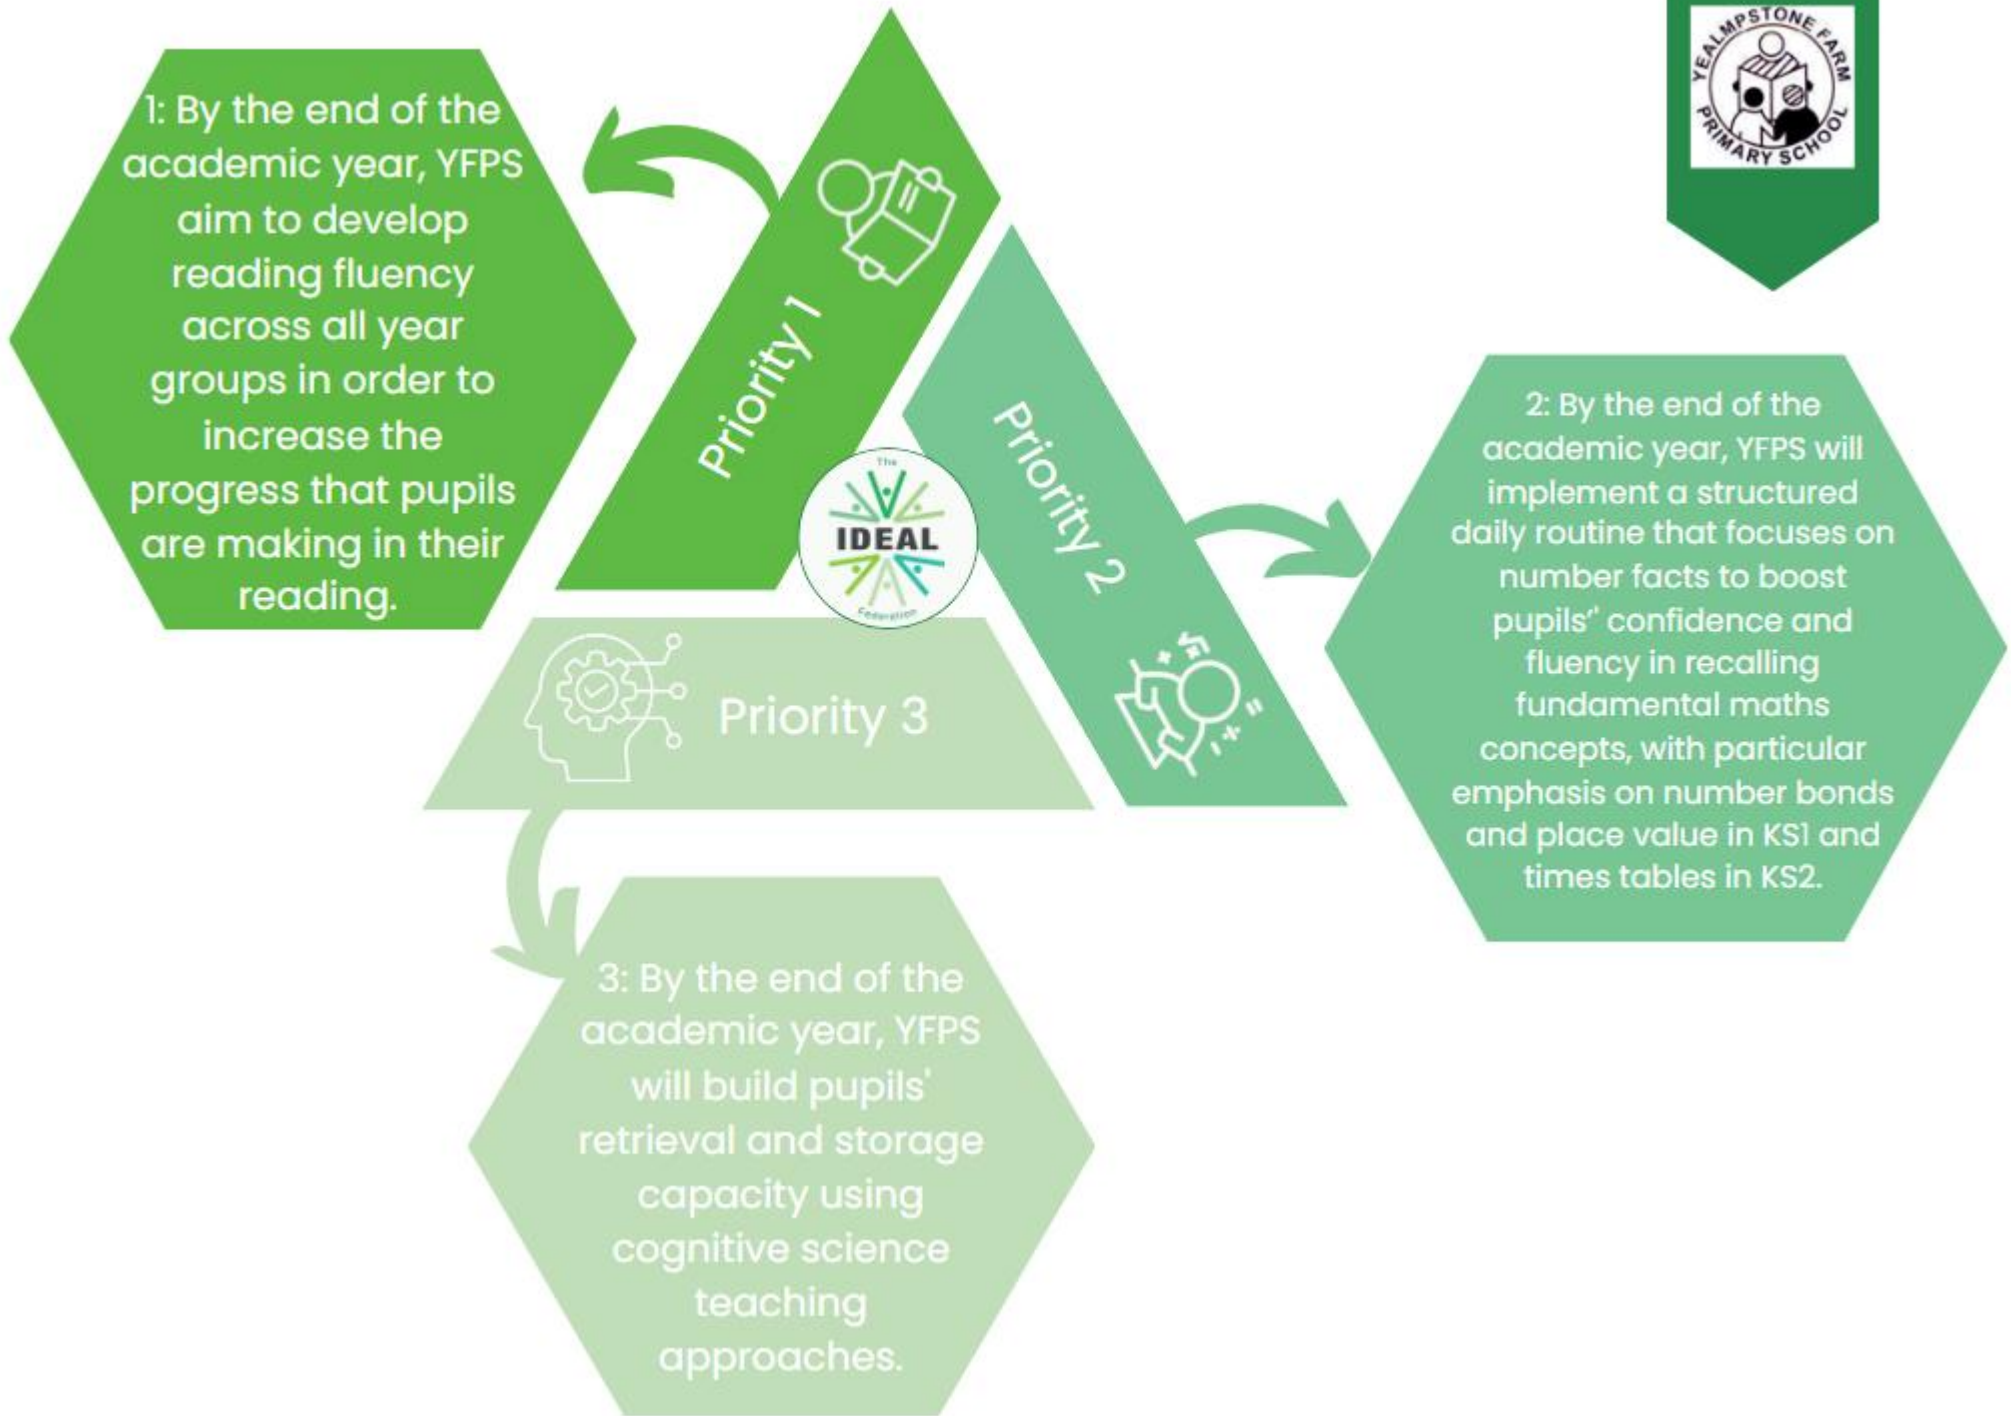 YEALMPSTONE FARM
PRIMARY SCHOOL
1: By the end of the
academic year, YFPS
aim to develop
reading fluency
across all year
groups in order to
increase the
progress that pupils
are making in their
reading.
Priority 1
The
IDEAL
Federation
Priority 2
2: By the end of the
academic year, YFPS will
implement a structured
daily routine that focuses on
number facts to boost
pupils‘' confidence and
fluency in recalling
fundamental maths
concepts, with particular
emphasis on number bonds
and place value in KS1 and
times tables in KS2.
Priority 3
3: By the end of the
academic year, YFPS
will build pupils'
retrieval and storage
capacity using
cognitive science
teaching
approaches.